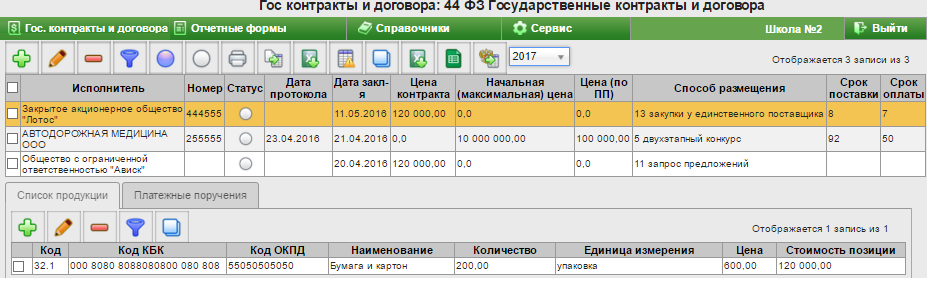 Гос контракты и договора: 44 ФЗ Государственные контракты и договора
Гос. контракты и договора Отчетные формы Справочники Сервис Школа №2 Выйти
2017 Отображается 3 записи из 3
Исполнитель Номер Статус Дата протокола Дата закл-я Цена контракта Начальная (максимальная) цена Цена (по ПП) Способ размещения Срок поставки Срок оплаты
Закрытое акционерное общество "Лотос" 444555 11.05.2016 120 000,00 0,0 0,0 13 закупки у единственного поставщика 8 7
АВТОДОРОЖНАЯ МЕДИЦИНА ООО 255555 23.04.2016 21.04.2016 0,0 10 000 000,00 100 000,00 5 двухэтапный конкурс 92 50
Общество с ограниченной ответственностью "Ависк" 20.04.2016 120 000,00 0,0 0,0 11 запрос предложений
Список продукции Платежные поручения
Отображается 1 запись из 1
Код Код КБК Код ОКПД Наименование Количество Единица измерения Цена Стоимость позиции
32.1 000 8080 8088080800 080 808 55050505050 Бумага и картон 200,00 упаковка 600,00 120 000,00